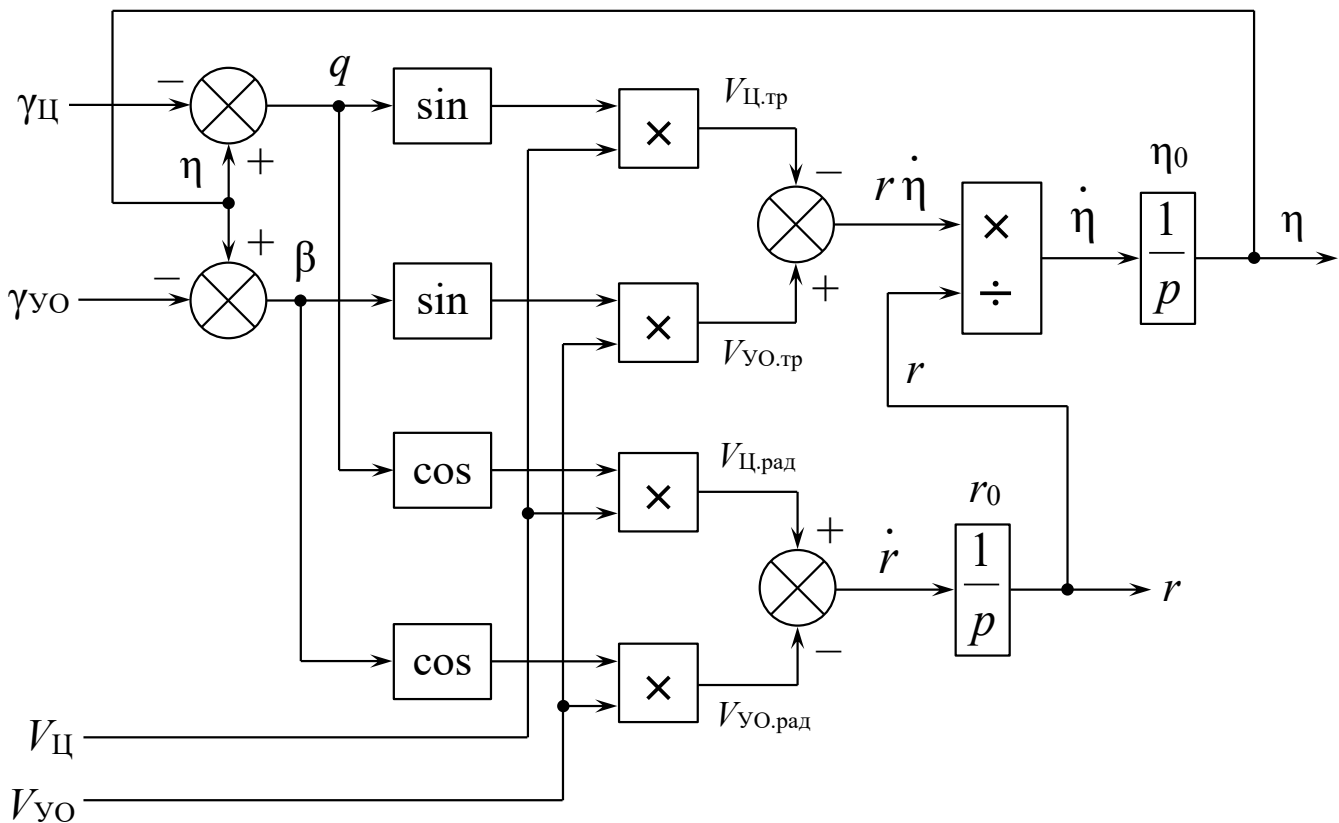 q
γЦ
−
sin
×
VЦ.тр
η
+
−
r η̇
×
÷
η̇
η0
1
p
η
+
β
γУО
−
sin
×
VУО.тр
+
r
cos
×
VЦ.рад
+
ṙ
r0
1
p
r
cos
×
VУО.рад
−
VЦ
VУО